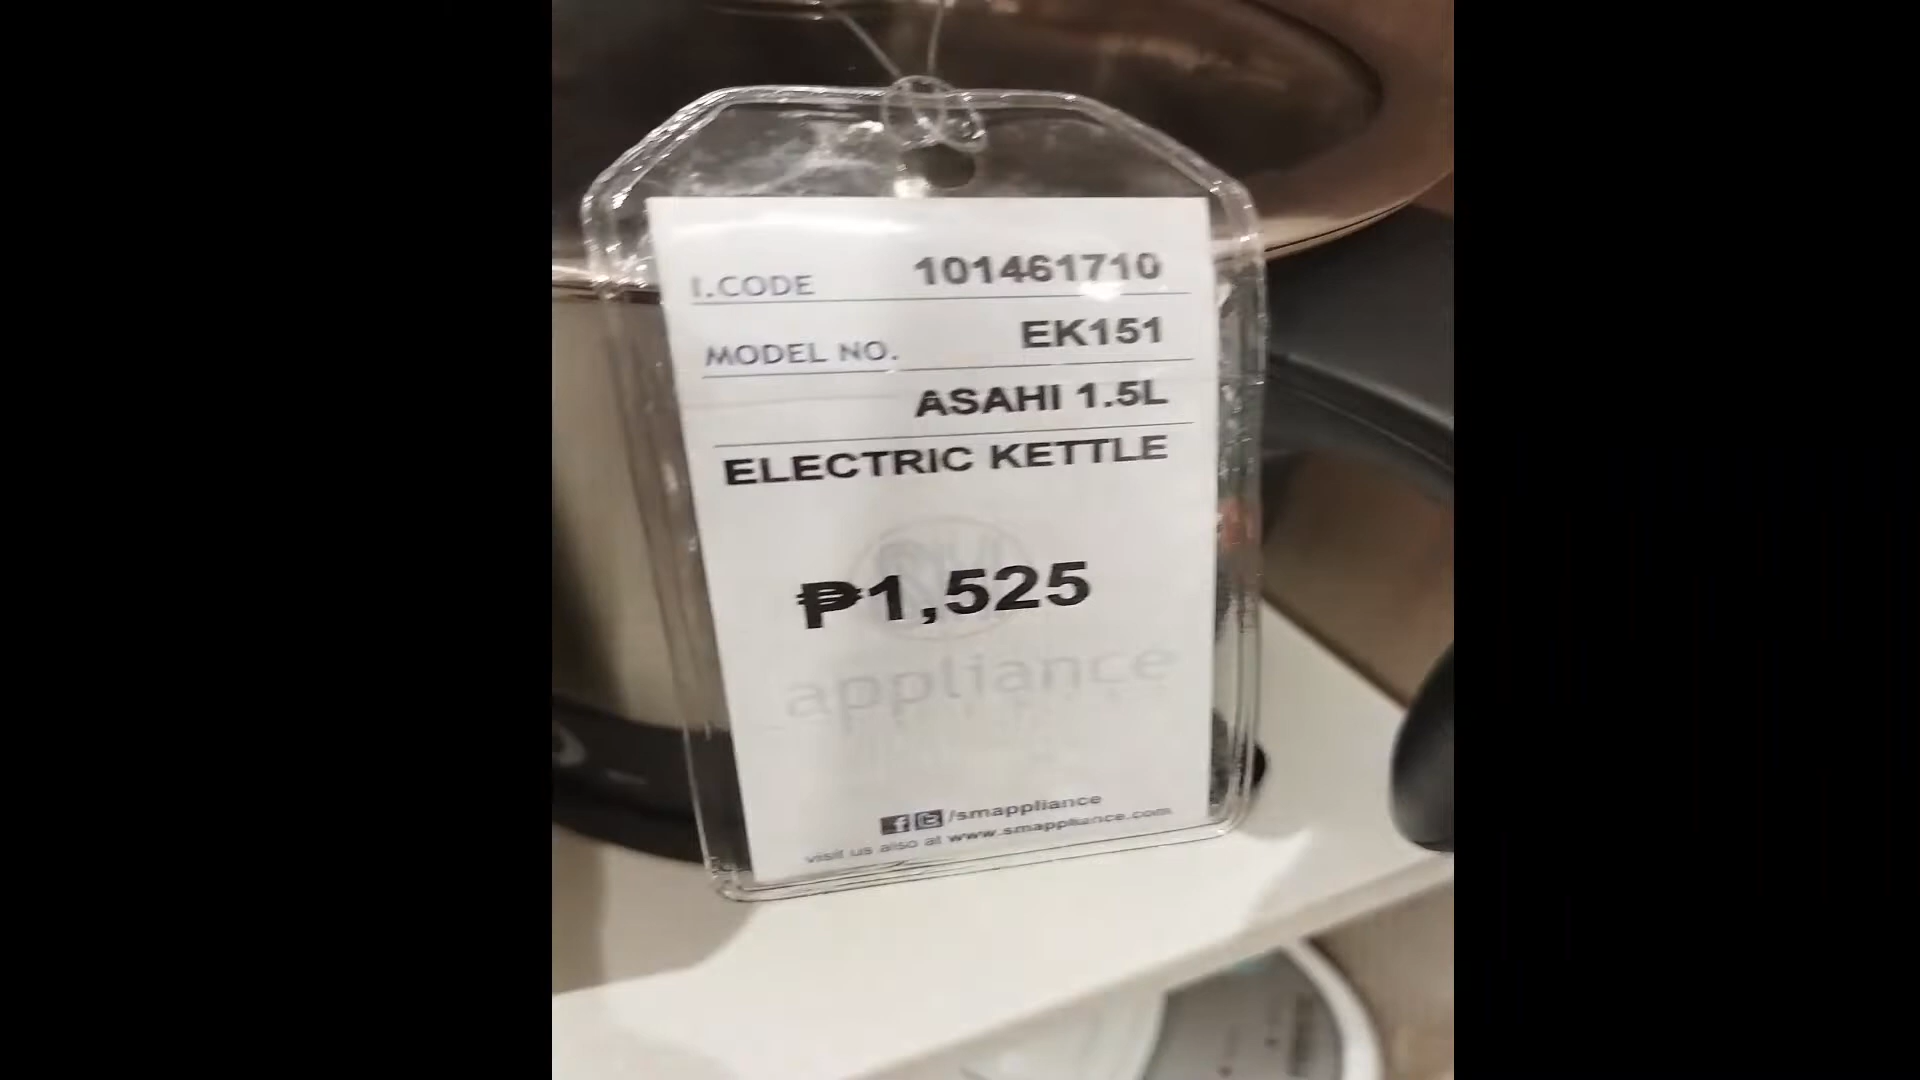 I.CODE 101461710
MODEL NO. EK151
ASAHI 1.5L
ELECTRIC KETTLE
SM
₱1,525
appliance
/smappliance
visit us also at www.smappliance.com